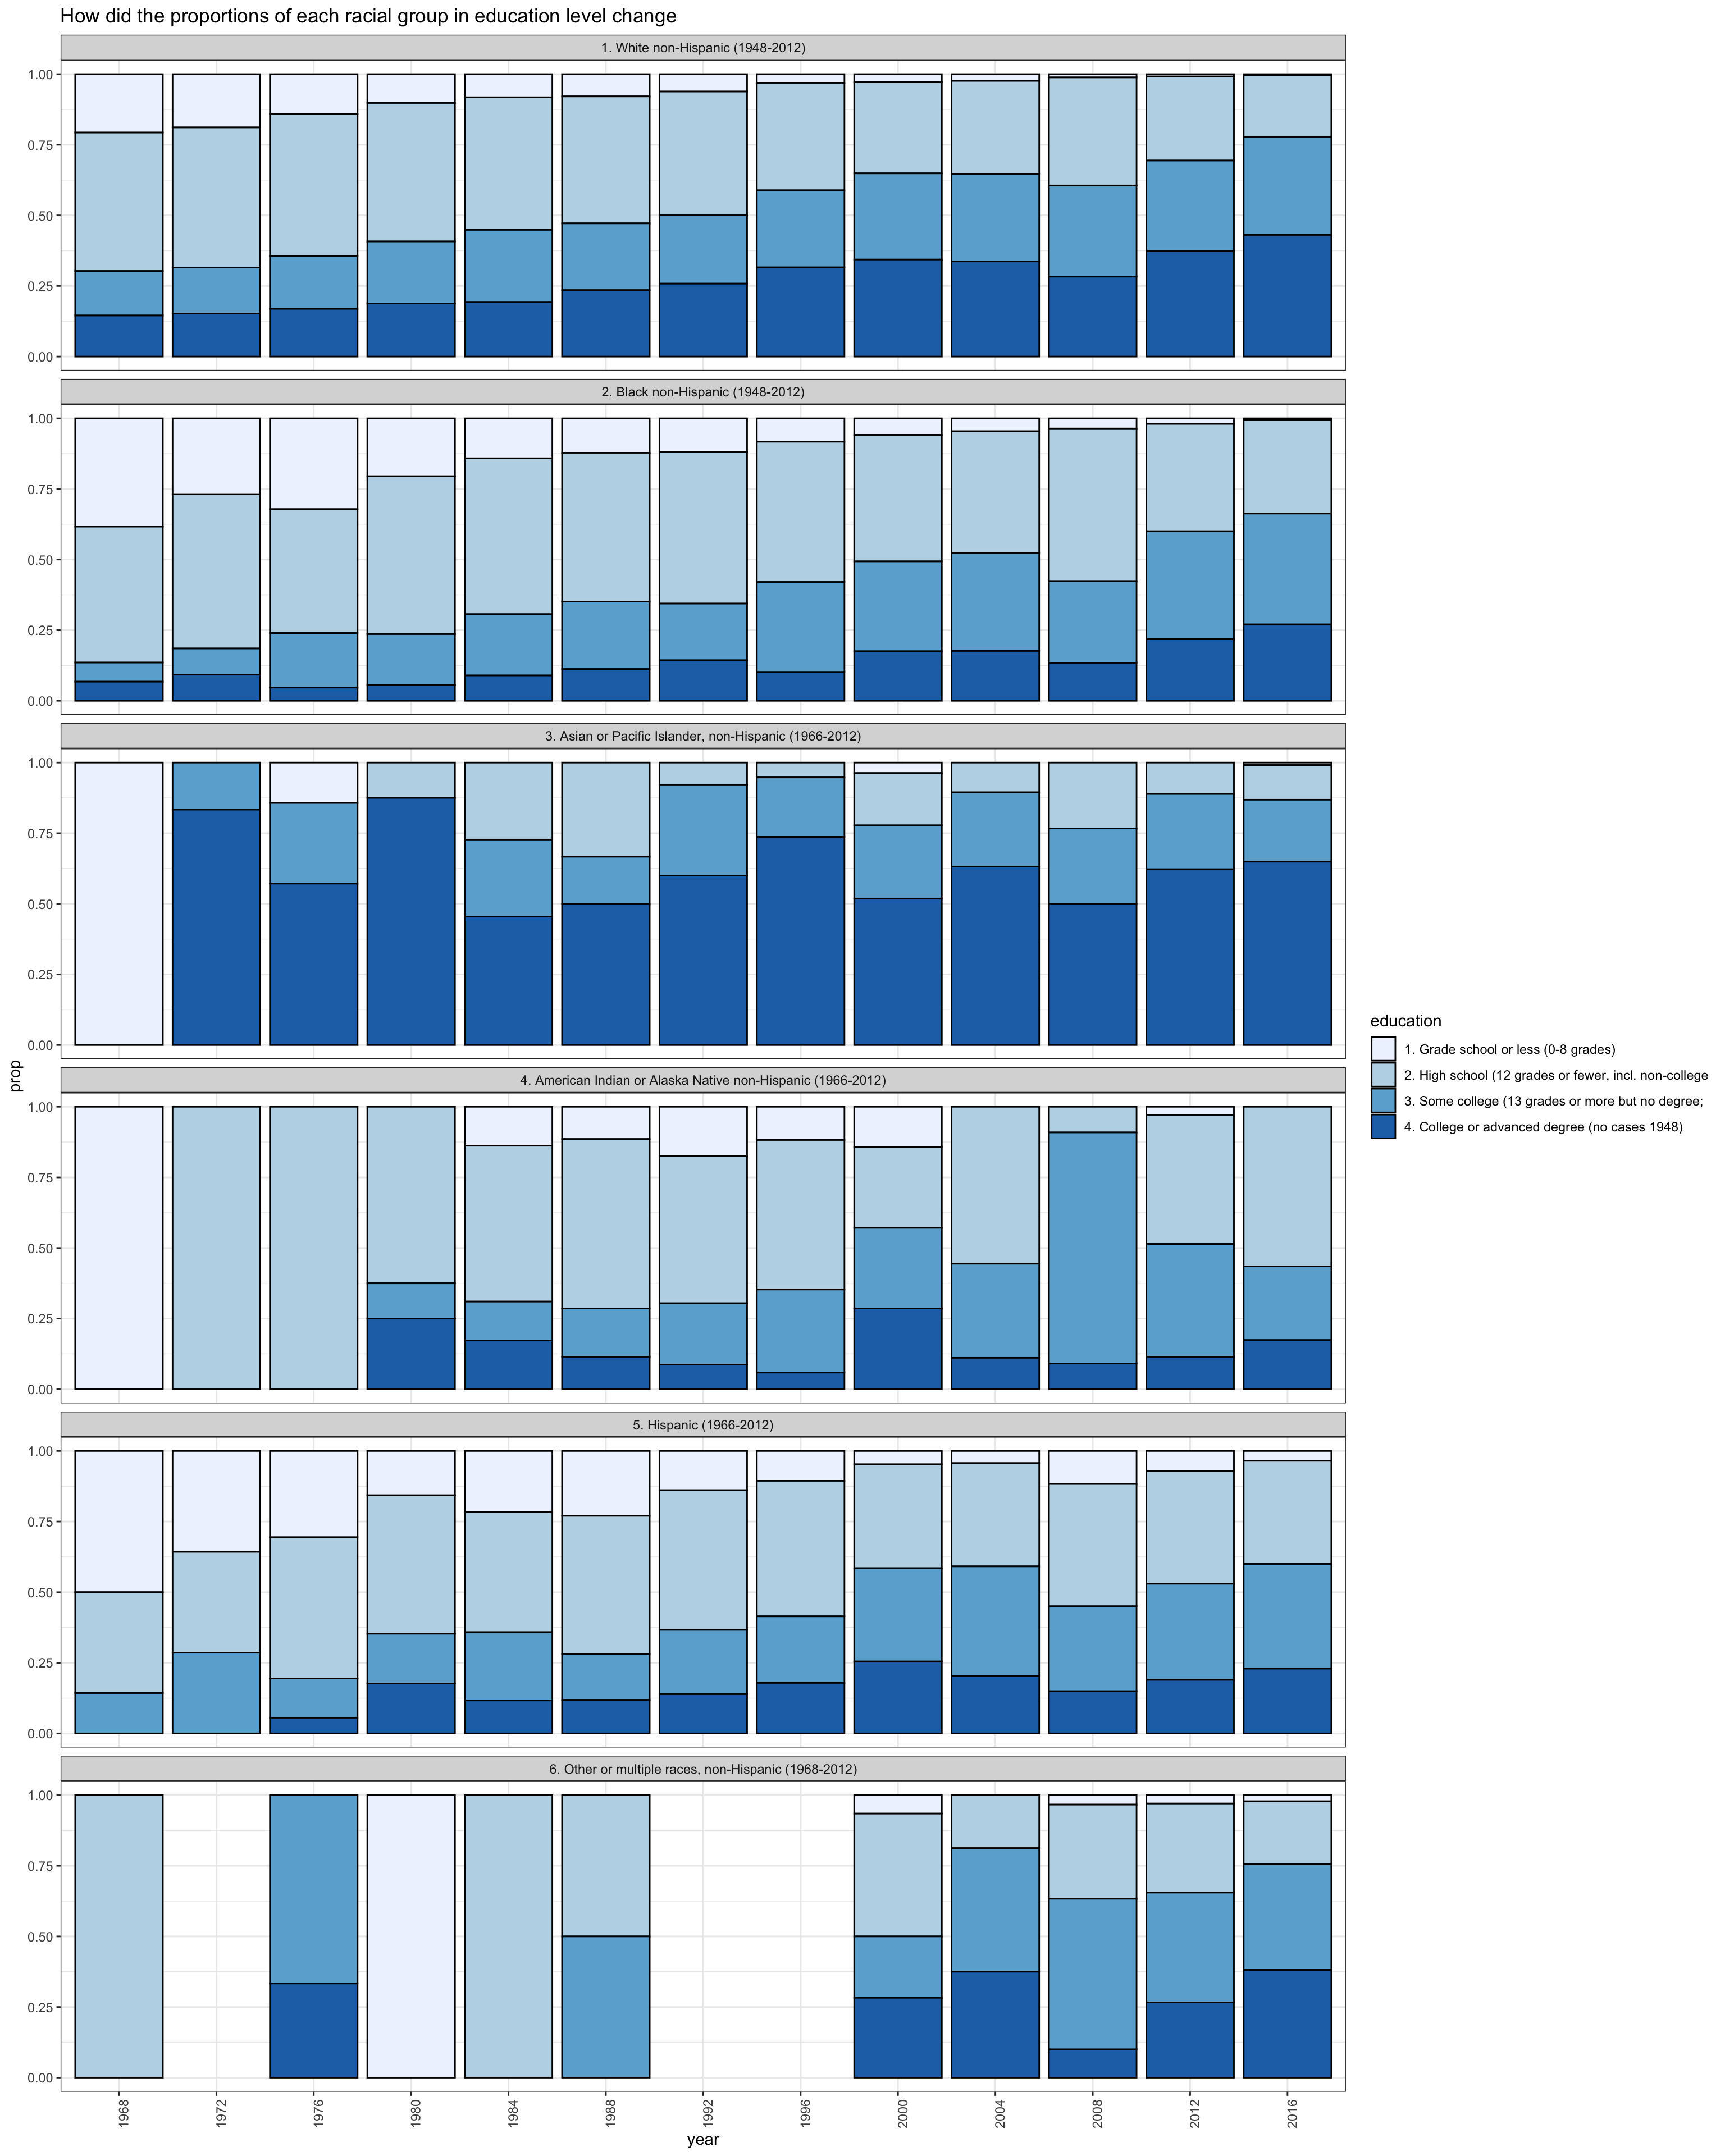 How did the proportions of each racial group in education level change
1. White non-Hispanic (1948-2012)
1.00
0.75
0.50
0.25
0.00
2. Black non-Hispanic (1948-2012)
1.00
0.75
0.50
0.25
0.00
3. Asian or Pacific Islander, non-Hispanic (1966-2012)
1.00
0.75
0.50
0.25
0.00
4. American Indian or Alaska Native non-Hispanic (1966-2012)
1.00
0.75
0.50
0.25
0.00
5. Hispanic (1966-2012)
1.00
0.75
0.50
0.25
0.00
6. Other or multiple races, non-Hispanic (1968-2012)
1.00
0.75
0.50
0.25
0.00
prop
1968 1972 1976 1980 1984 1988 1992 1996 2000 2004 2008 2012 2016
year
education
1. Grade school or less (0-8 grades)
2. High school (12 grades or fewer, incl. non-college
3. Some college (13 grades or more but no degree;
4. College or advanced degree (no cases 1948)